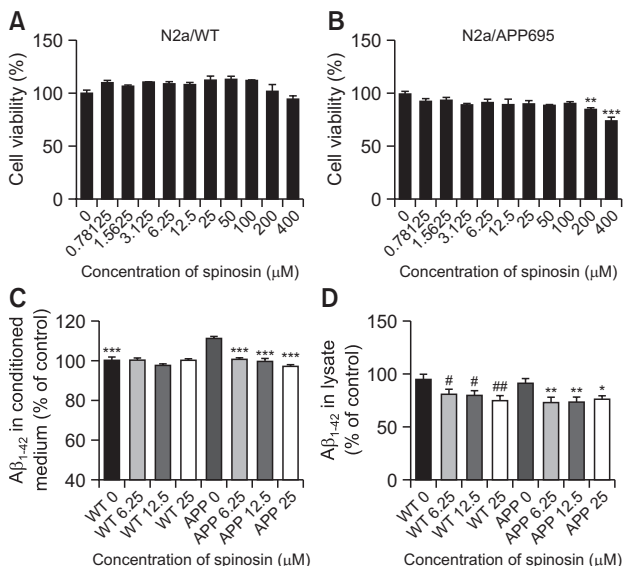 A
N2a/WT
Cell viability (%)
150
100
50
0
0
0.78125
1.5625
3.125
6.25
12.5
25
50
100
200
400
Concentration of spinosin (μM)
B
N2a/APP695
Cell viability (%)
150
100
50
0
**
***
0
0.78125
1.5625
3.125
6.25
12.5
25
50
100
200
400
Concentration of spinosin (μM)
C
Aβ1-42 in conditioned
medium (% of control)
120
100
80
60
40
***
***
***
***
WT 0
WT 6.25
WT 12.5
WT 25
APP 0
APP 6.25
APP 12.5
APP 25
Concentration of spinosin (μM)
D
Aβ1-42 in lysate
(% of control)
150
100
50
0
#
#
##
**
**
*
WT 0
WT 6.25
WT 12.5
WT 25
APP 0
APP 6.25
APP 12.5
APP 25
Concentration of spinosin (μM)